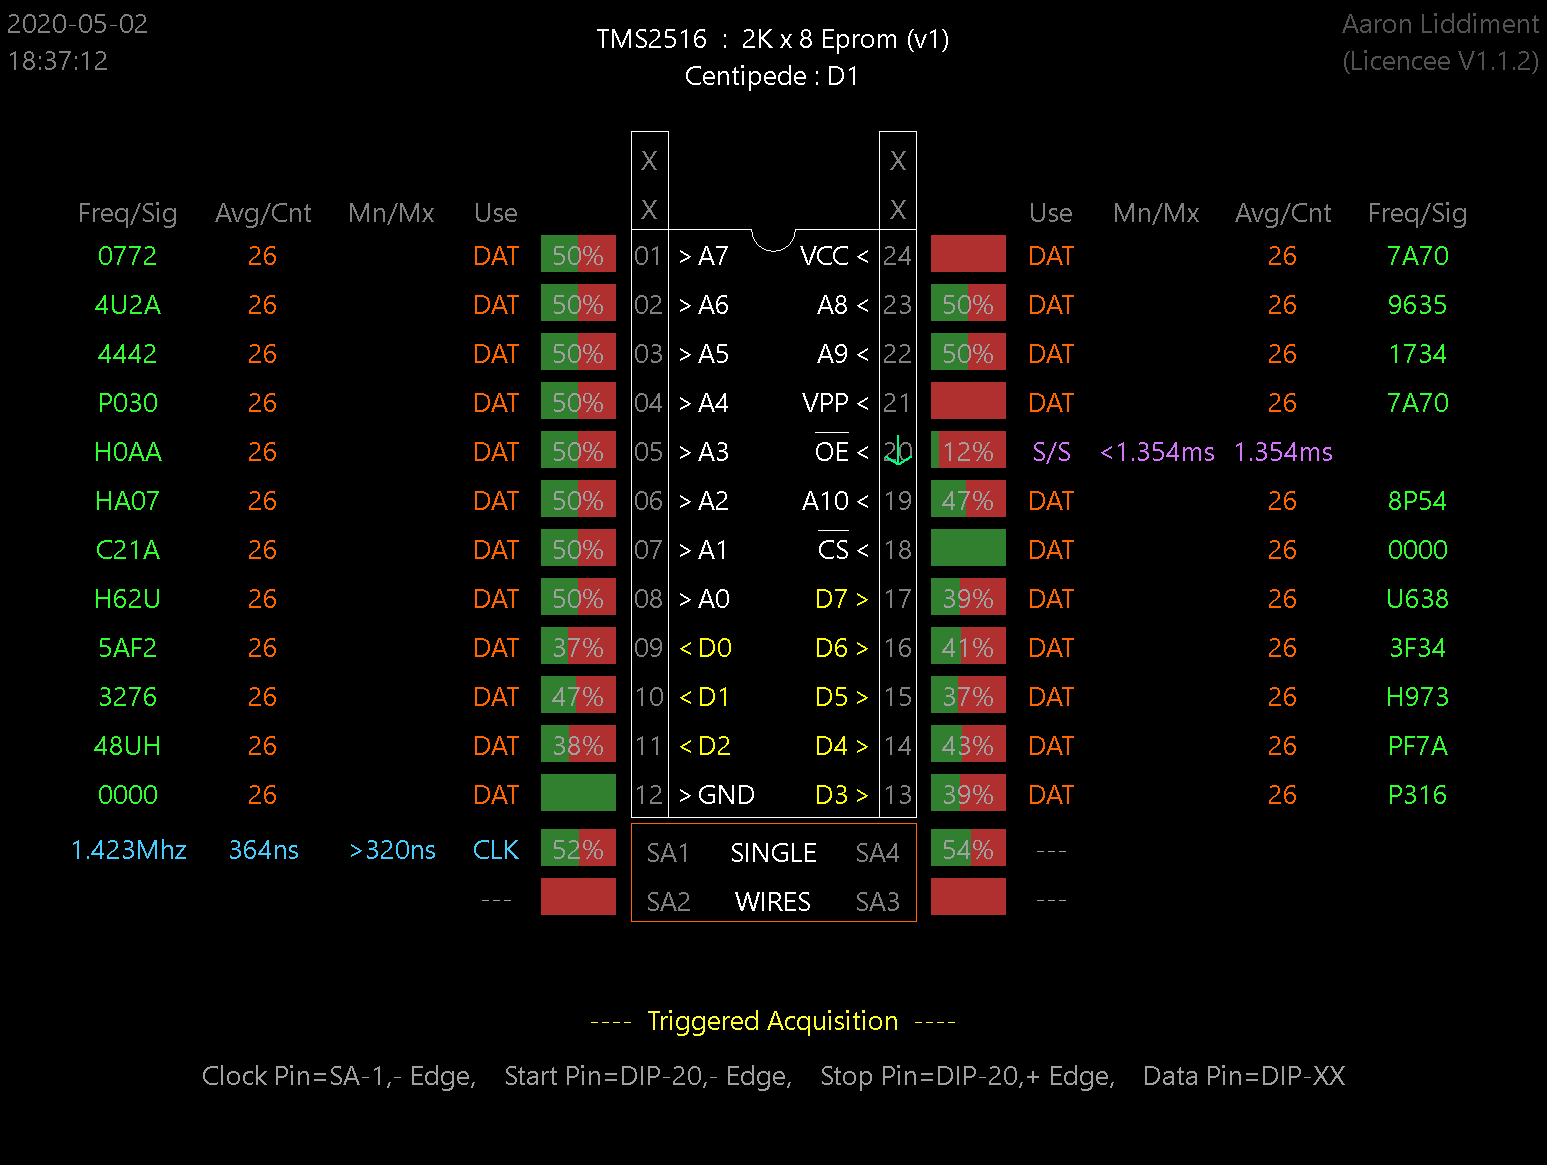 2020-05-02 TMS2516 : 2K x 8 Eprom (v1) Aaron Liddiment
18:37:12 Centipede : D1 (Licencee V1.1.2)
X X
X X
Freq/Sig Avg/Cnt Mn/Mx Use Use Mn/Mx Avg/Cnt Freq/Sig
0772 26 DAT 50% 01 > A7 VCC < 24 DAT 26 7A70
4U2A 26 DAT 50% 02 > A6 A8 < 23 50% DAT 26 9635
4442 26 DAT 50% 03 > A5 A9 < 22 50% DAT 26 1734
P030 26 DAT 50% 04 > A4 VPP < 21 DAT 26 7A70
H0AA 26 DAT 50% 05 > A3 OE < 20 12% S/S <1.354ms 1.354ms
HA07 26 DAT 50% 06 > A2 A10 < 19 47% DAT 26 8P54
C21A 26 DAT 50% 07 > A1 CS < 18 DAT 26 0000
H62U 26 DAT 50% 08 > A0 D7 > 17 39% DAT 26 U638
5AF2 26 DAT 37% 09 < D0 D6 > 16 41% DAT 26 3F34
3276 26 DAT 47% 10 < D1 D5 > 15 37% DAT 26 H973
48UH 26 DAT 38% 11 < D2 D4 > 14 43% DAT 26 PF7A
0000 26 DAT 12 > GND D3 > 13 39% DAT 26 P316
1.423Mhz 364ns >320ns CLK 52% SA1 SINGLE SA4 54% ---
--- SA2 WIRES SA3 ---
---- Triggered Acquisition ----
Clock Pin=SA-1,- Edge, Start Pin=DIP-20,- Edge, Stop Pin=DIP-20,+ Edge, Data Pin=DIP-XX